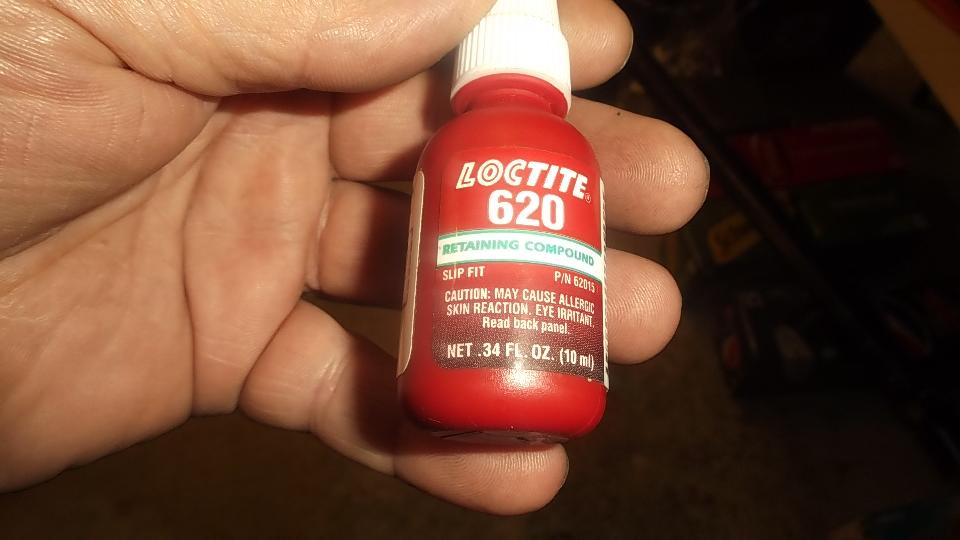 LOCTITE®
620
RETAINING COMPOUND
SLIP FIT P/N 62015
CAUTION: MAY CAUSE ALLERGIC
SKIN REACTION, EYE IRRITANT.
Read back panel.
NET .34 FL. OZ. (10 ml)